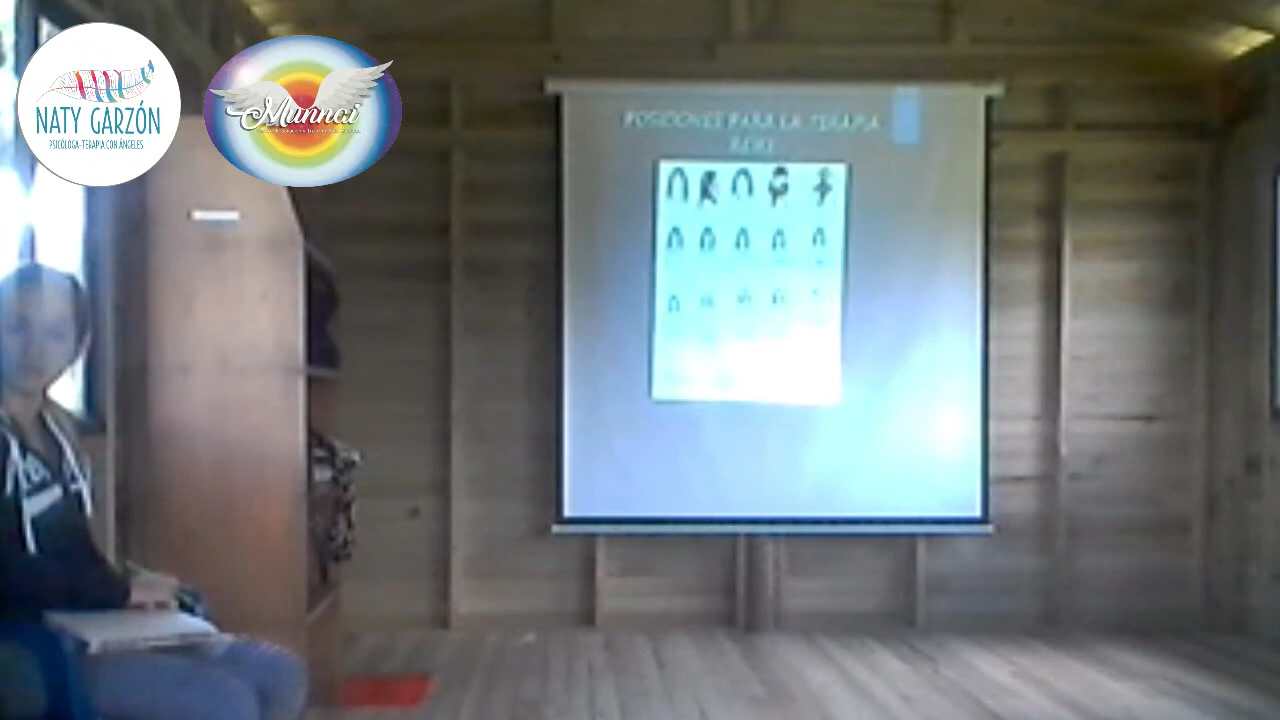 NATY GARZÓN
PSICÓLOGA-TERAPIA CON ÁNGELES
Munnai
POSICIONES PARA LA TERAPIA
REIKI